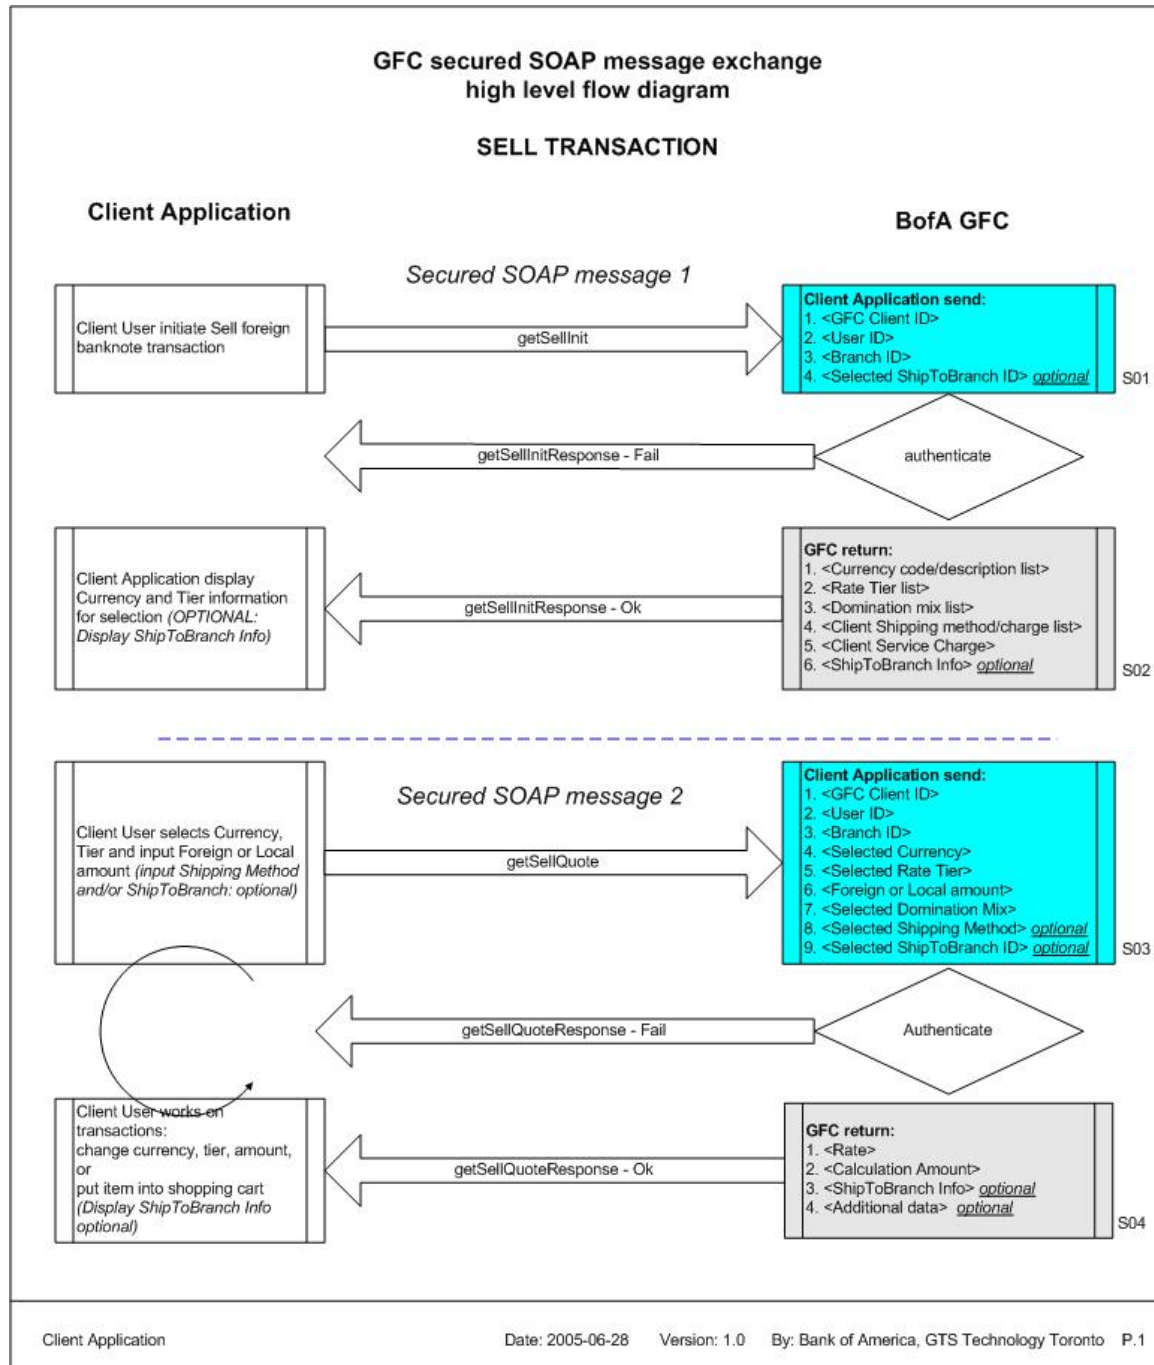 GFC secured SOAP message exchange
high level flow diagram
SELL TRANSACTION
Client Application
BofA GFC
Secured SOAP message 1
Client User initiate Sell foreign
banknote transaction
getSellInit
Client Application send:
1. <GFC Client ID>
2. <User ID>
3. <Branch ID>
4. <Selected ShipToBranch ID> optional
S01
getSellInitResponse - Fail
authenticate
Client Application display
Currency and Tier information
for selection (OPTIONAL:
Display ShipToBranch Info)
getSellInitResponse - Ok
GFC return:
1. <Currency code/description list>
2. <Rate Tier list>
3. <Domination mix list>
4. <Client Shipping method/charge list>
5. <Client Service Charge>
6. <ShipToBranch Info> optional
S02
Secured SOAP message 2
Client User selects Currency,
Tier and input Foreign or Local
amount (input Shipping Method
and/or ShipToBranch: optional)
getSellQuote
Client Application send:
1. <GFC Client ID>
2. <User ID>
3. <Branch ID>
4. <Selected Currency>
5. <Selected Rate Tier>
6. <Foreign or Local amount>
7. <Selected Domination Mix>
8. <Selected Shipping Method> optional
9. <Selected ShipToBranch ID> optional
S03
getSellQuoteResponse - Fail
Authenticate
Client User works on
transactions:
change currency, tier, amount,
or
put item into shopping cart
(Display ShipToBranch Info
optional)
getSellQuoteResponse - Ok
GFC return:
1. <Rate>
2. <Calculation Amount>
3. <ShipToBranch Info> optional
4. <Additional data> optional
S04
Client Application
Date: 2005-06-28 Version: 1.0 By: Bank of America, GTS Technology Toronto P.1